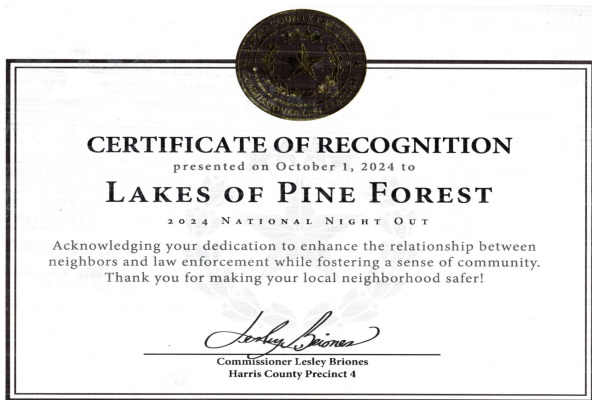 CERTIFICATE OF RECOGNITION
presented on October 1, 2024 to
LAKES OF PINE FOREST
2024 NATIONAL NIGHT OUT
Acknowledging your dedication to enhance the relationship between
neighbors and law enforcement while fostering a sense of community.
Thank you for making your local neighborhood safer!
Lesley Briones
Commissioner Lesley Briones
Harris County Precinct 4